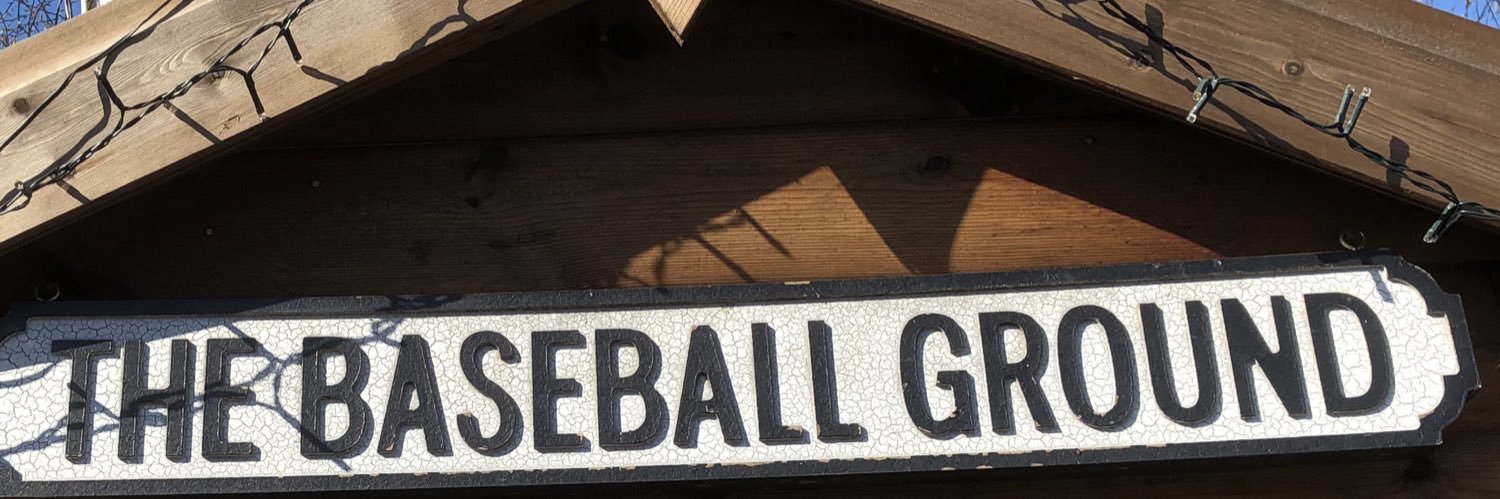 THE BASEBALL GROUND